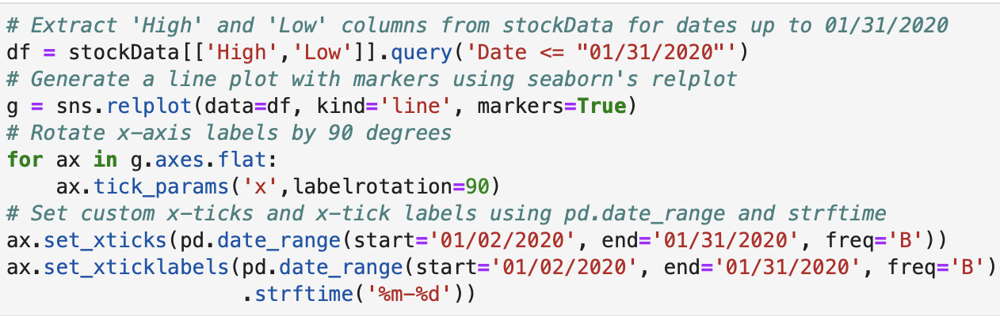 # Extract 'High' and 'Low' columns from stockData for dates up to 01/31/2020
df = stockData[['High','Low']].query('Date <= "01/31/2020"')
# Generate a line plot with markers using seaborn's relplot
g = sns.relplot(data=df, kind='line', markers=True)
# Rotate x-axis labels by 90 degrees
for ax in g.axes.flat:
    ax.tick_params('x',labelrotation=90)
# Set custom x-ticks and x-tick labels using pd.date_range and strftime
ax.set_xticks(pd.date_range(start='01/02/2020', end='01/31/2020', freq='B'))
ax.set_xticklabels(pd.date_range(start='01/02/2020', end='01/31/2020', freq='B')
                   .strftime('%m-%d'))